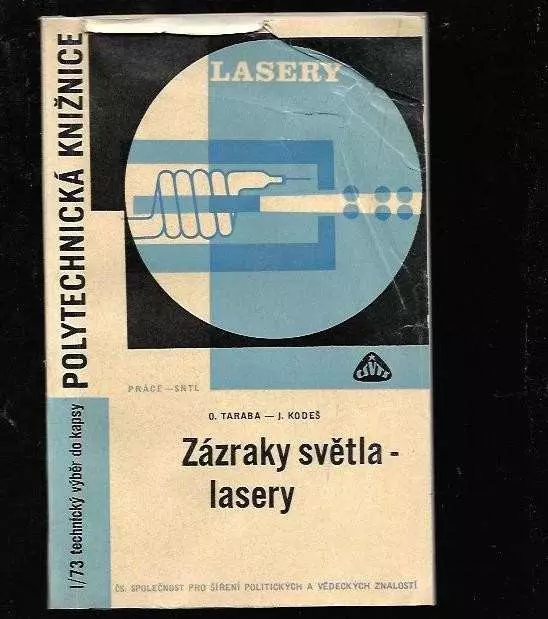 LASERY
POLYTECHNICKÁ KNIŽNICE
I/73 technický výběr do kapsy
ČSVTS
PRÁCE—SNTL
O. TARABA — J. KODEŠ
Zázraky světla -
lasery
ČS. SPOLEČNOST PRO ŠÍŘENÍ POLITICKÝCH A VĚDECKÝCH ZNALOSTÍ